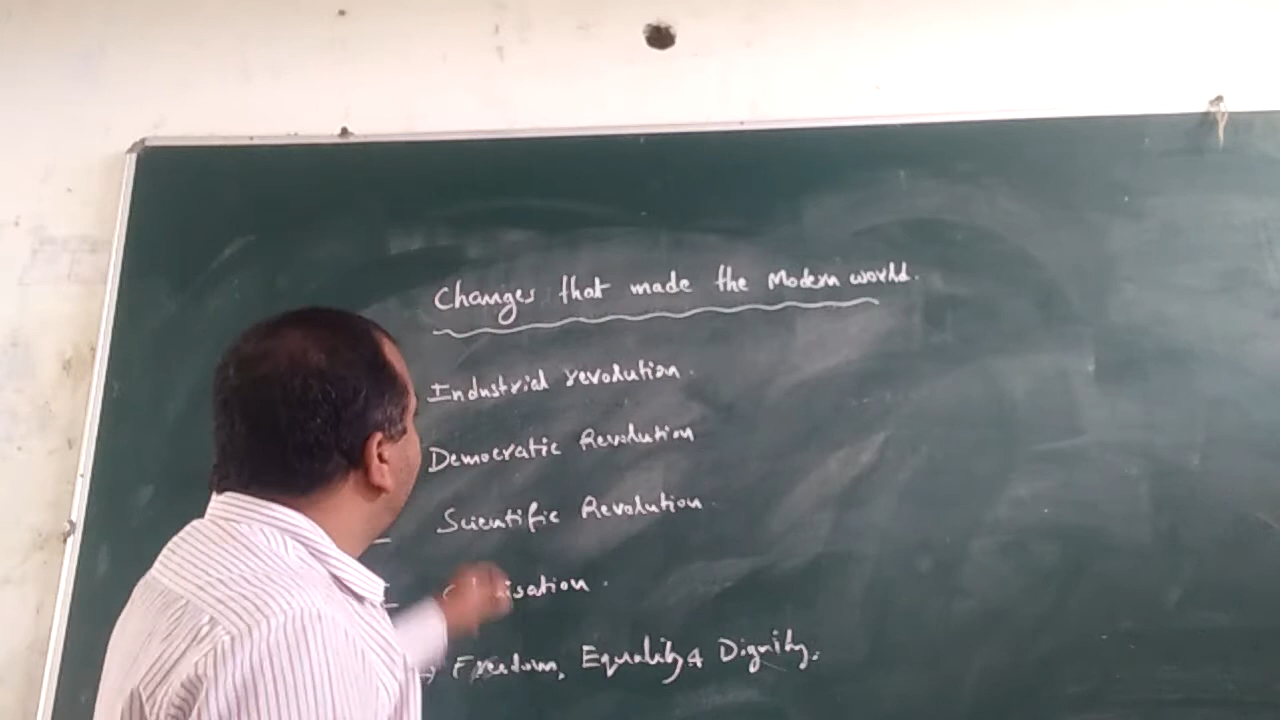 Changes that made the Modern world.
Industrial revolution.
Democratic Revolution
Scientific Revolution.
Freedom, Equality & Dignity.